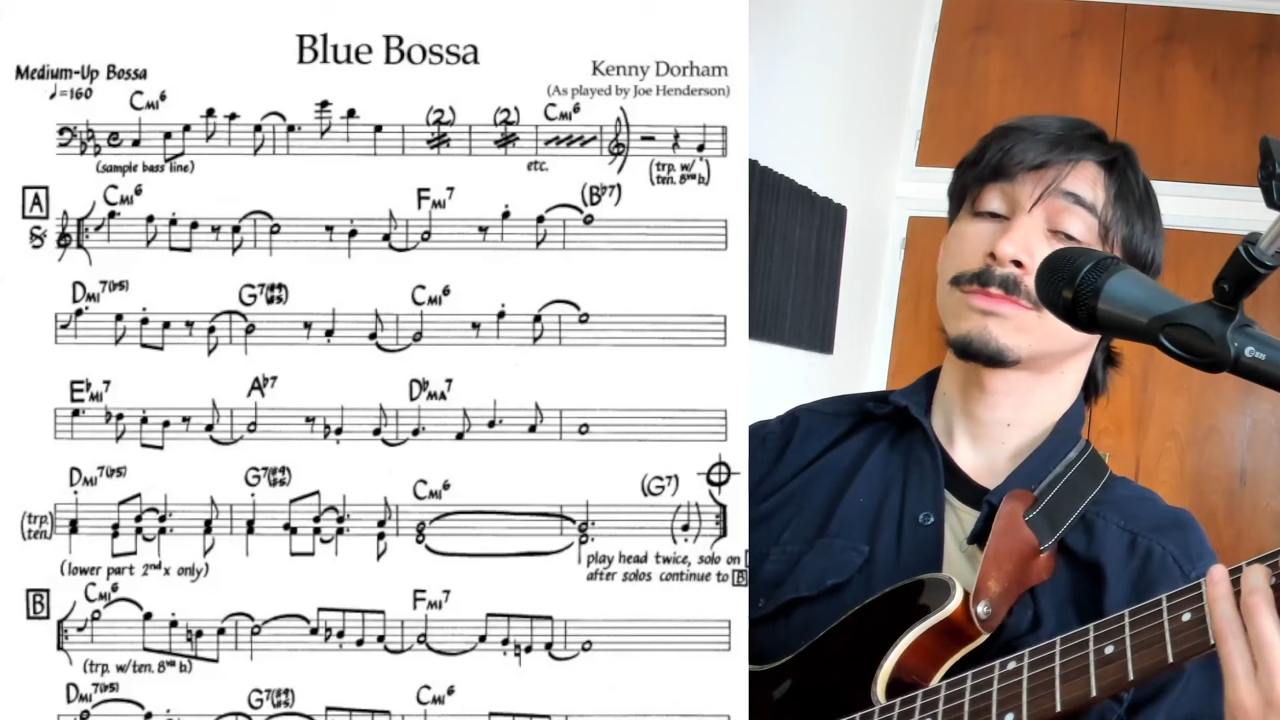 Blue Bossa
Medium-Up Bossa
♩=160
Kenny Dorham
(As played by Joe Henderson)
CMI6 (2.) (2.) CMI6
(sample bass line) etc. (trp. w/ ten. 8va b.)
A CMI6 FMI7 (B♭7)
DMI7(♭5) G7(♯9♯5) CMI6
E♭MI7 A♭7 D♭MA7
DMI7(♭5) G7(♯9♯5) CMI6 (G7)
(trp. ten.)
(lower part 2nd x only)
play head twice, solo on
after solos continue to B
B CMI6 FMI7
(trp. w/ten. 8va b.)
DMI7(♭5) G7(♯9♯5) CMI6